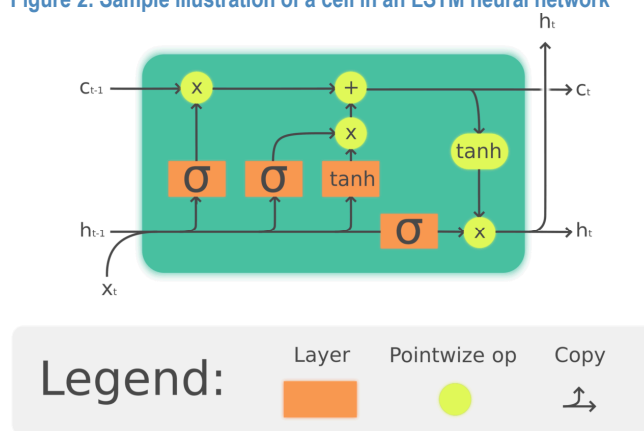 Figure 2: Sample illustration of a cell in an LSTM neural network
hₜ
cₜ₋₁ x + cₜ
x
tanh
σ σ tanh
hₜ₋₁ σ x hₜ
xₜ
Legend: Layer Pointwize op Copy